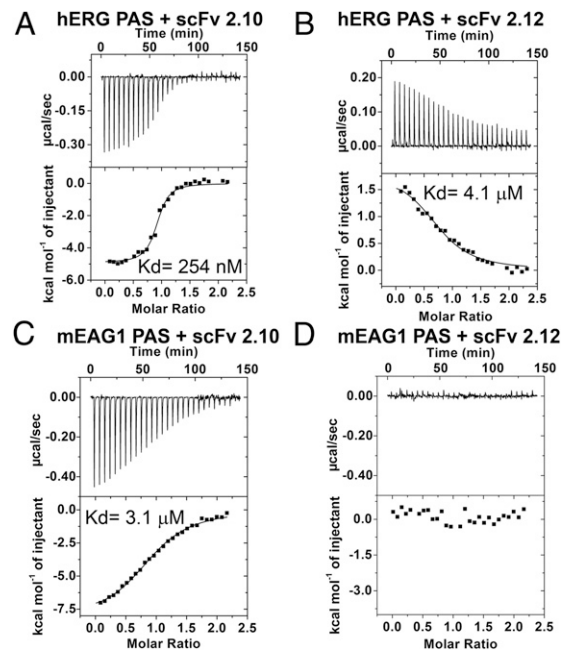 A
hERG PAS + scFv 2.10
Time (min)
0 50 100 150
0.00
-0.15
-0.30
µcal/sec
0.0
-2.0
-4.0
-6.0
kcal mol⁻¹ of injectant
Kd= 254 nM
0.0 0.5 1.0 1.5 2.0 2.5
Molar Ratio
B
hERG PAS + scFv 2.12
Time (min)
0 50 100 150
0.20
0.10
0.00
µcal/sec
1.5
1.0
0.5
0.0
kcal mol⁻¹ of injectant
Kd= 4.1 µM
0.0 0.5 1.0 1.5 2.0 2.5
Molar Ratio
C
mEAG1 PAS + scFv 2.10
Time (min)
0 50 100 150
0.00
-0.20
-0.40
µcal/sec
0.0
-2.5
-5.0
-7.5
kcal mol⁻¹ of injectant
Kd= 3.1 µM
0.0 0.5 1.0 1.5 2.0 2.5
Molar Ratio
D
mEAG1 PAS + scFv 2.12
Time (min)
0 50 100 150
0.00
-0.20
-0.40
µcal/sec
0.0
-1.5
-3.0
kcal mol⁻¹ of injectant
0.0 0.5 1.0 1.5 2.0 2.5
Molar Ratio